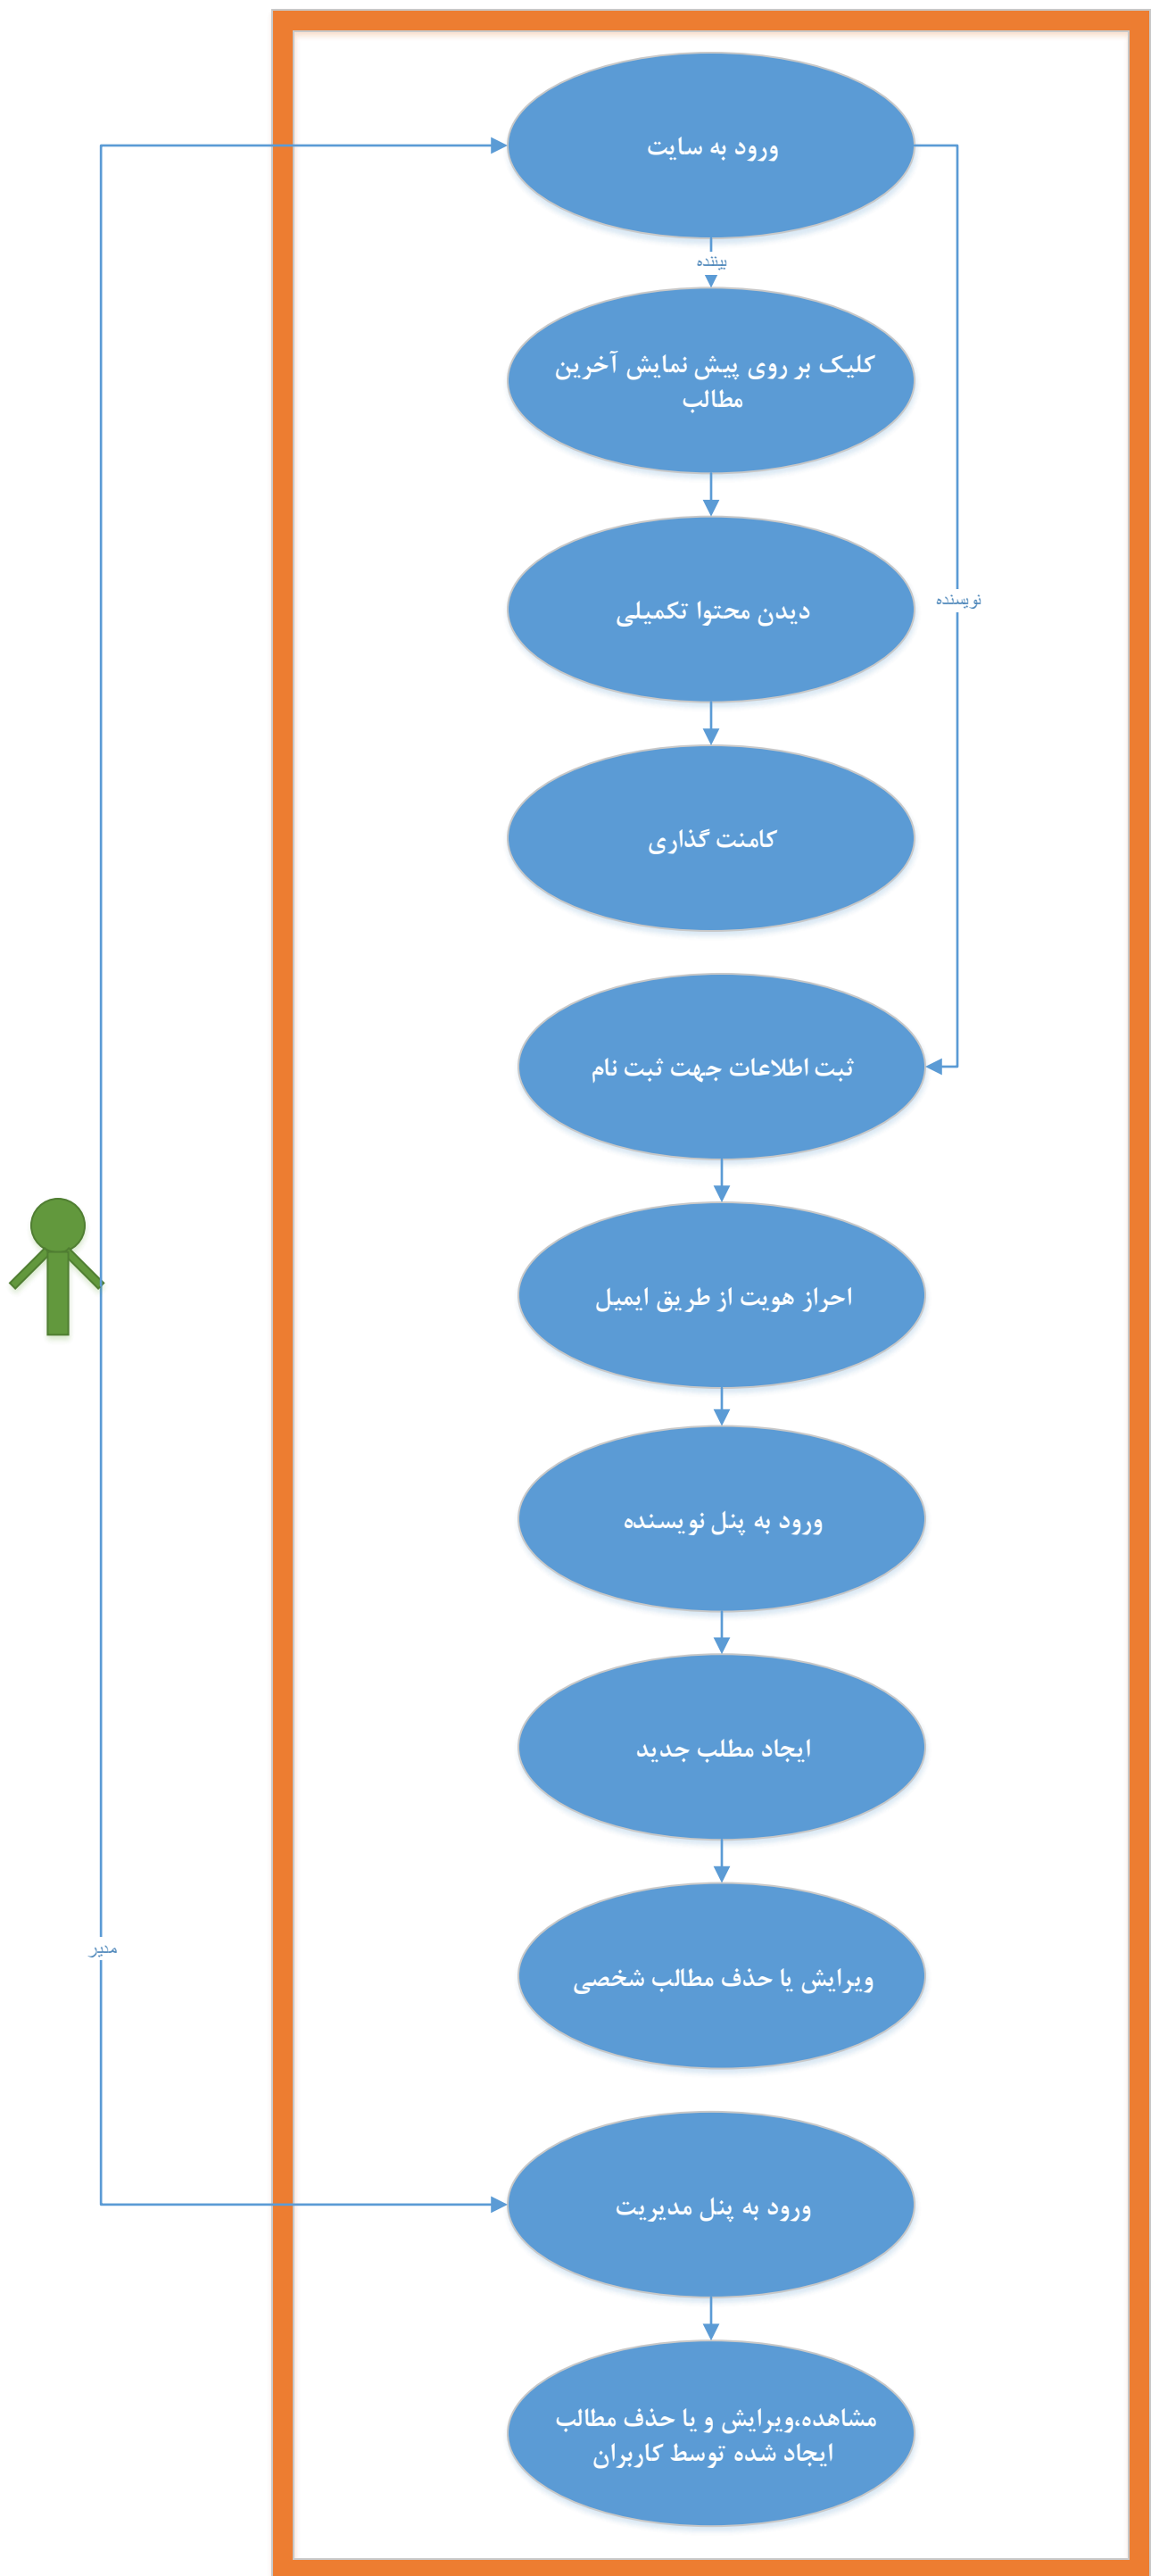 ورود به سایت
بیننده
کلیک بر روی پیش نمایش آخرین
مطالب
دیدن محتوا تکمیلی
نویسنده
کامنت گذاری
ثبت اطلاعات جهت ثبت نام
احراز هویت از طریق ایمیل
ورود به پنل نویسنده
ایجاد مطلب جدید
مدیر
ویرایش یا حذف مطالب شخصی
ورود به پنل مدیریت
مشاهده،ویرایش و یا حذف مطالب
ایجاد شده توسط کاربران